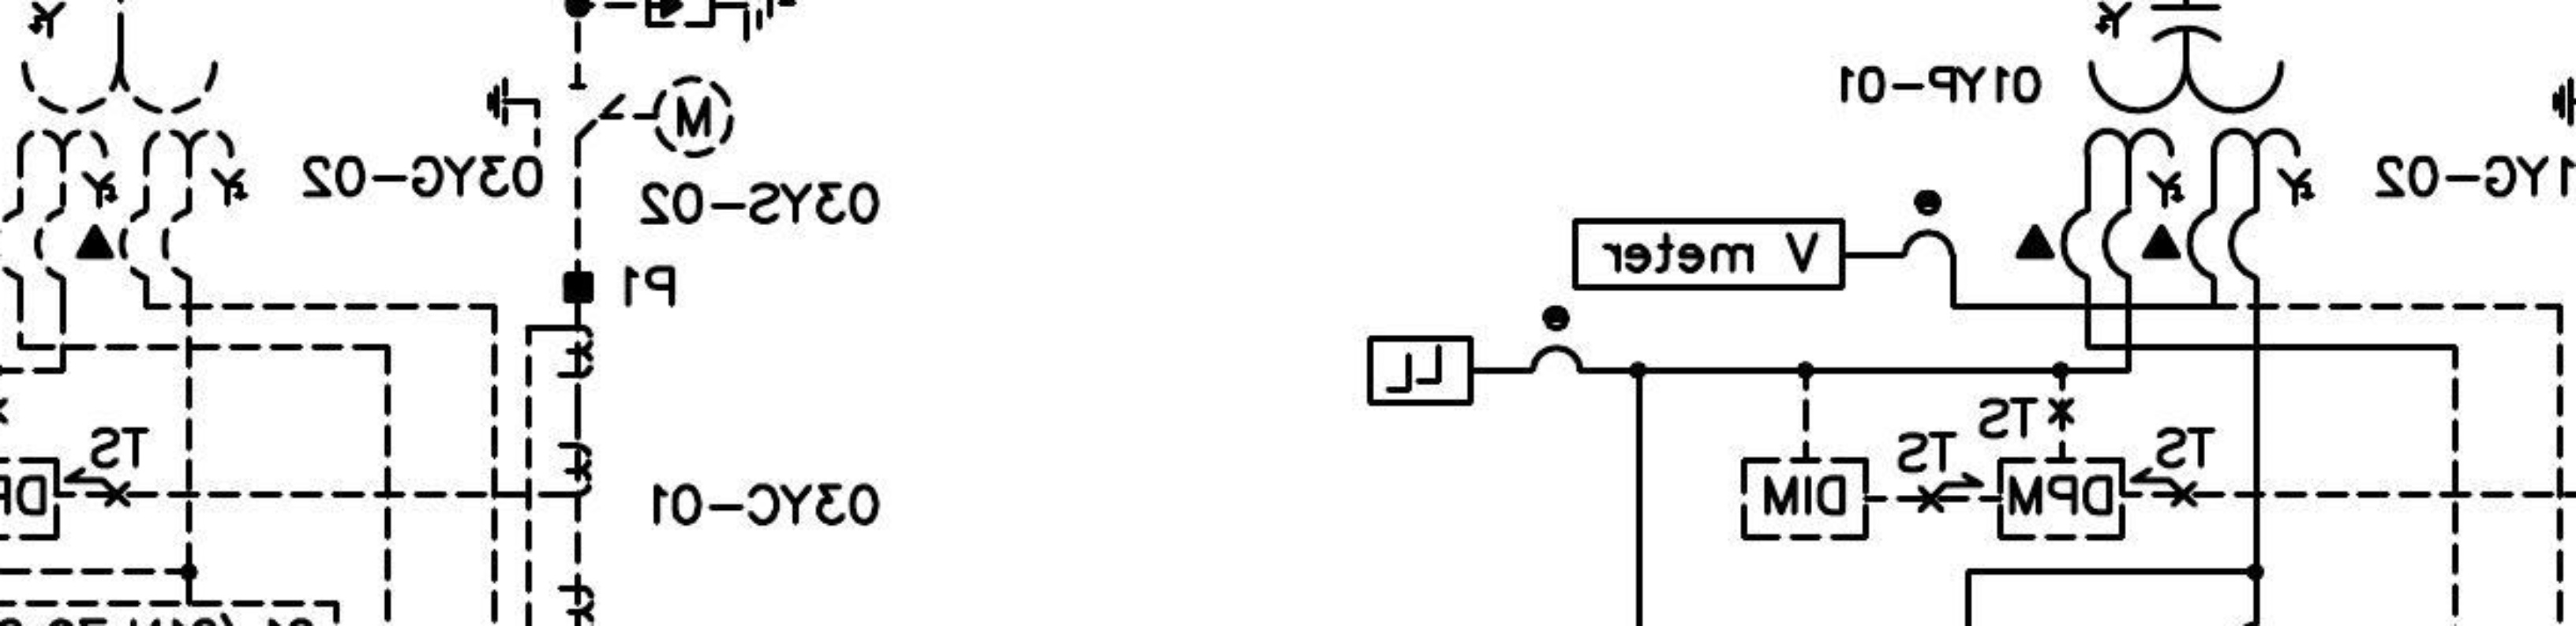 01YP-01
M
03YG-02
03YS-02
1YG-02
V meter
P1
LL
TS
TS
TS
TS
DIM
DPM
DP
03YC-01